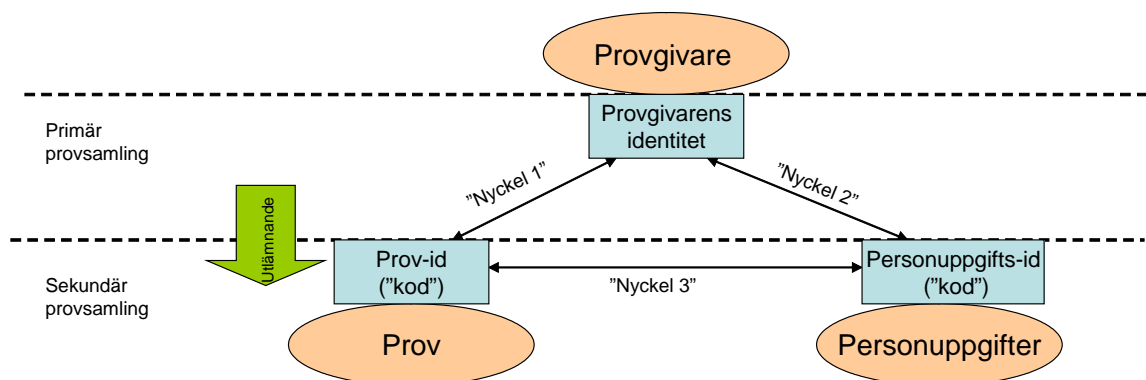 Provgivare
Provgivarens
identitet
Primär
provsamling
"Nyckel 1"
"Nyckel 2"
Utlämnande
Prov-id
("kod")
Personuppgifts-id
("kod")
"Nyckel 3"
Sekundär
provsamling
Prov
Personuppgifter